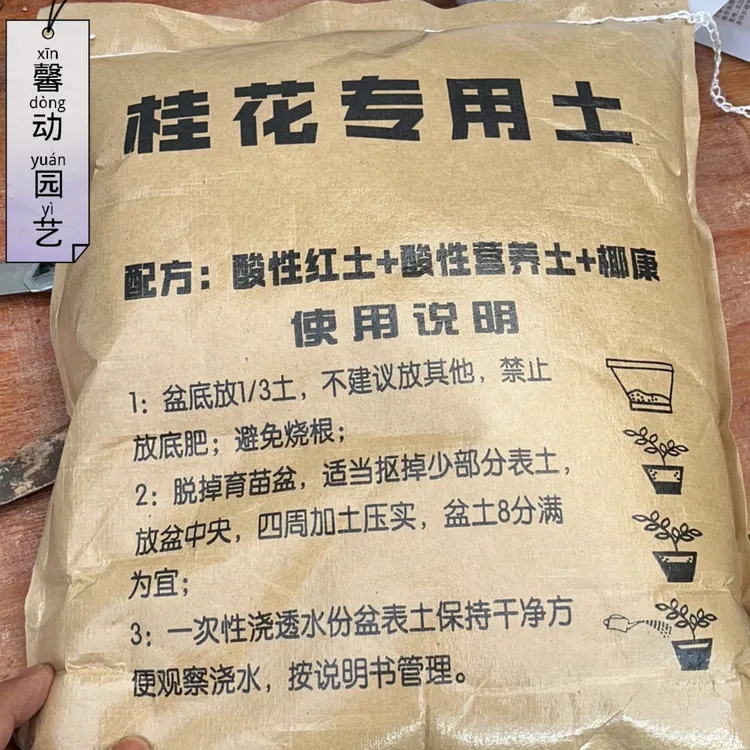 xīn
馨
dòng
动
yuán
园
yì
艺
桂花专用土
配方：酸性红土+酸性营养土+椰康
使用说明
1：盆底放1/3土，不建议放其他，禁止
放底肥；避免烧根；
2：脱掉育苗盆，适当抠掉少部分表土，
放盆中央，四周加土压实，盆土8分满
为宜；
3：一次性浇透水份盆表土保持干净方
便观察浇水，按说明书管理。